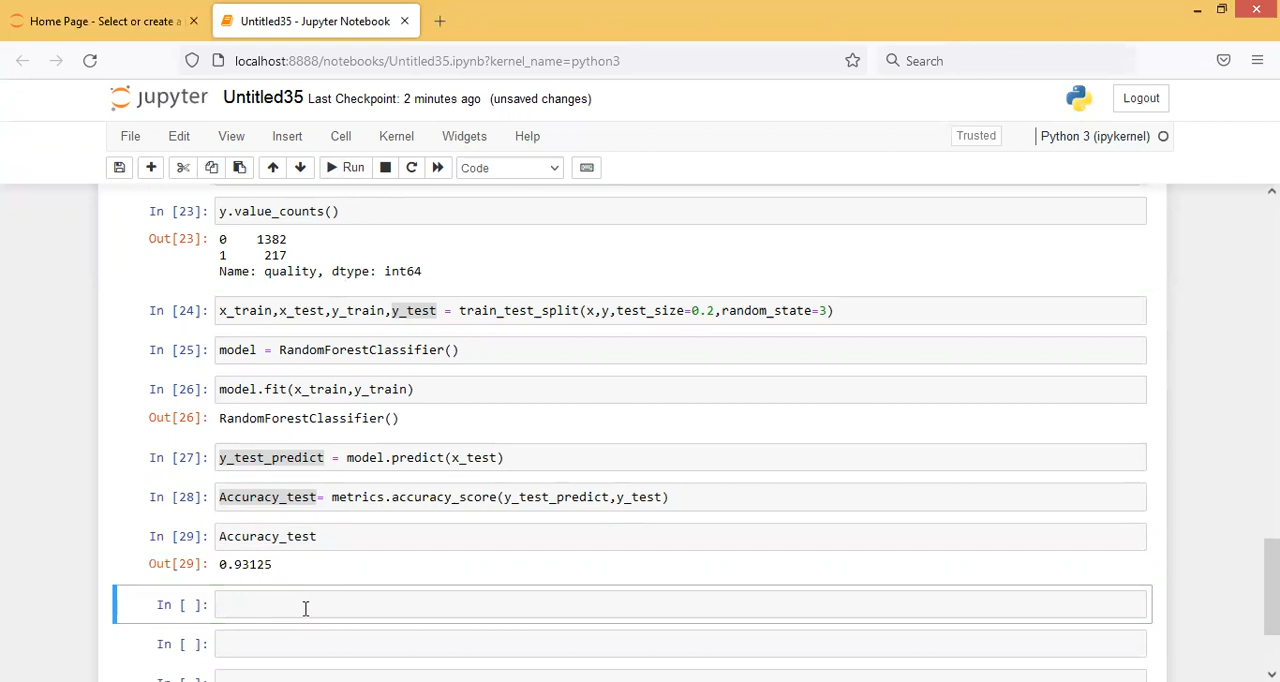 Home Page - Select or create a
Untitled35 - Jupyter Notebook
localhost:8888/notebooks/Untitled35.ipynb?kernel_name=python3
Search
jupyter Untitled35 Last Checkpoint: 2 minutes ago (unsaved changes)
Logout
File Edit View Insert Cell Kernel Widgets Help
Trusted
Python 3 (ipykernel)
Run
Code
In [23]: y.value_counts()
Out[23]: 0 1382
1 217
Name: quality, dtype: int64
In [24]: x_train,x_test,y_train,y_test = train_test_split(x,y,test_size=0.2,random_state=3)
In [25]: model = RandomForestClassifier()
In [26]: model.fit(x_train,y_train)
Out[26]: RandomForestClassifier()
In [27]: y_test_predict = model.predict(x_test)
In [28]: Accuracy_test= metrics.accuracy_score(y_test_predict,y_test)
In [29]: Accuracy_test
Out[29]: 0.93125
In [ ]:
In [ ]: